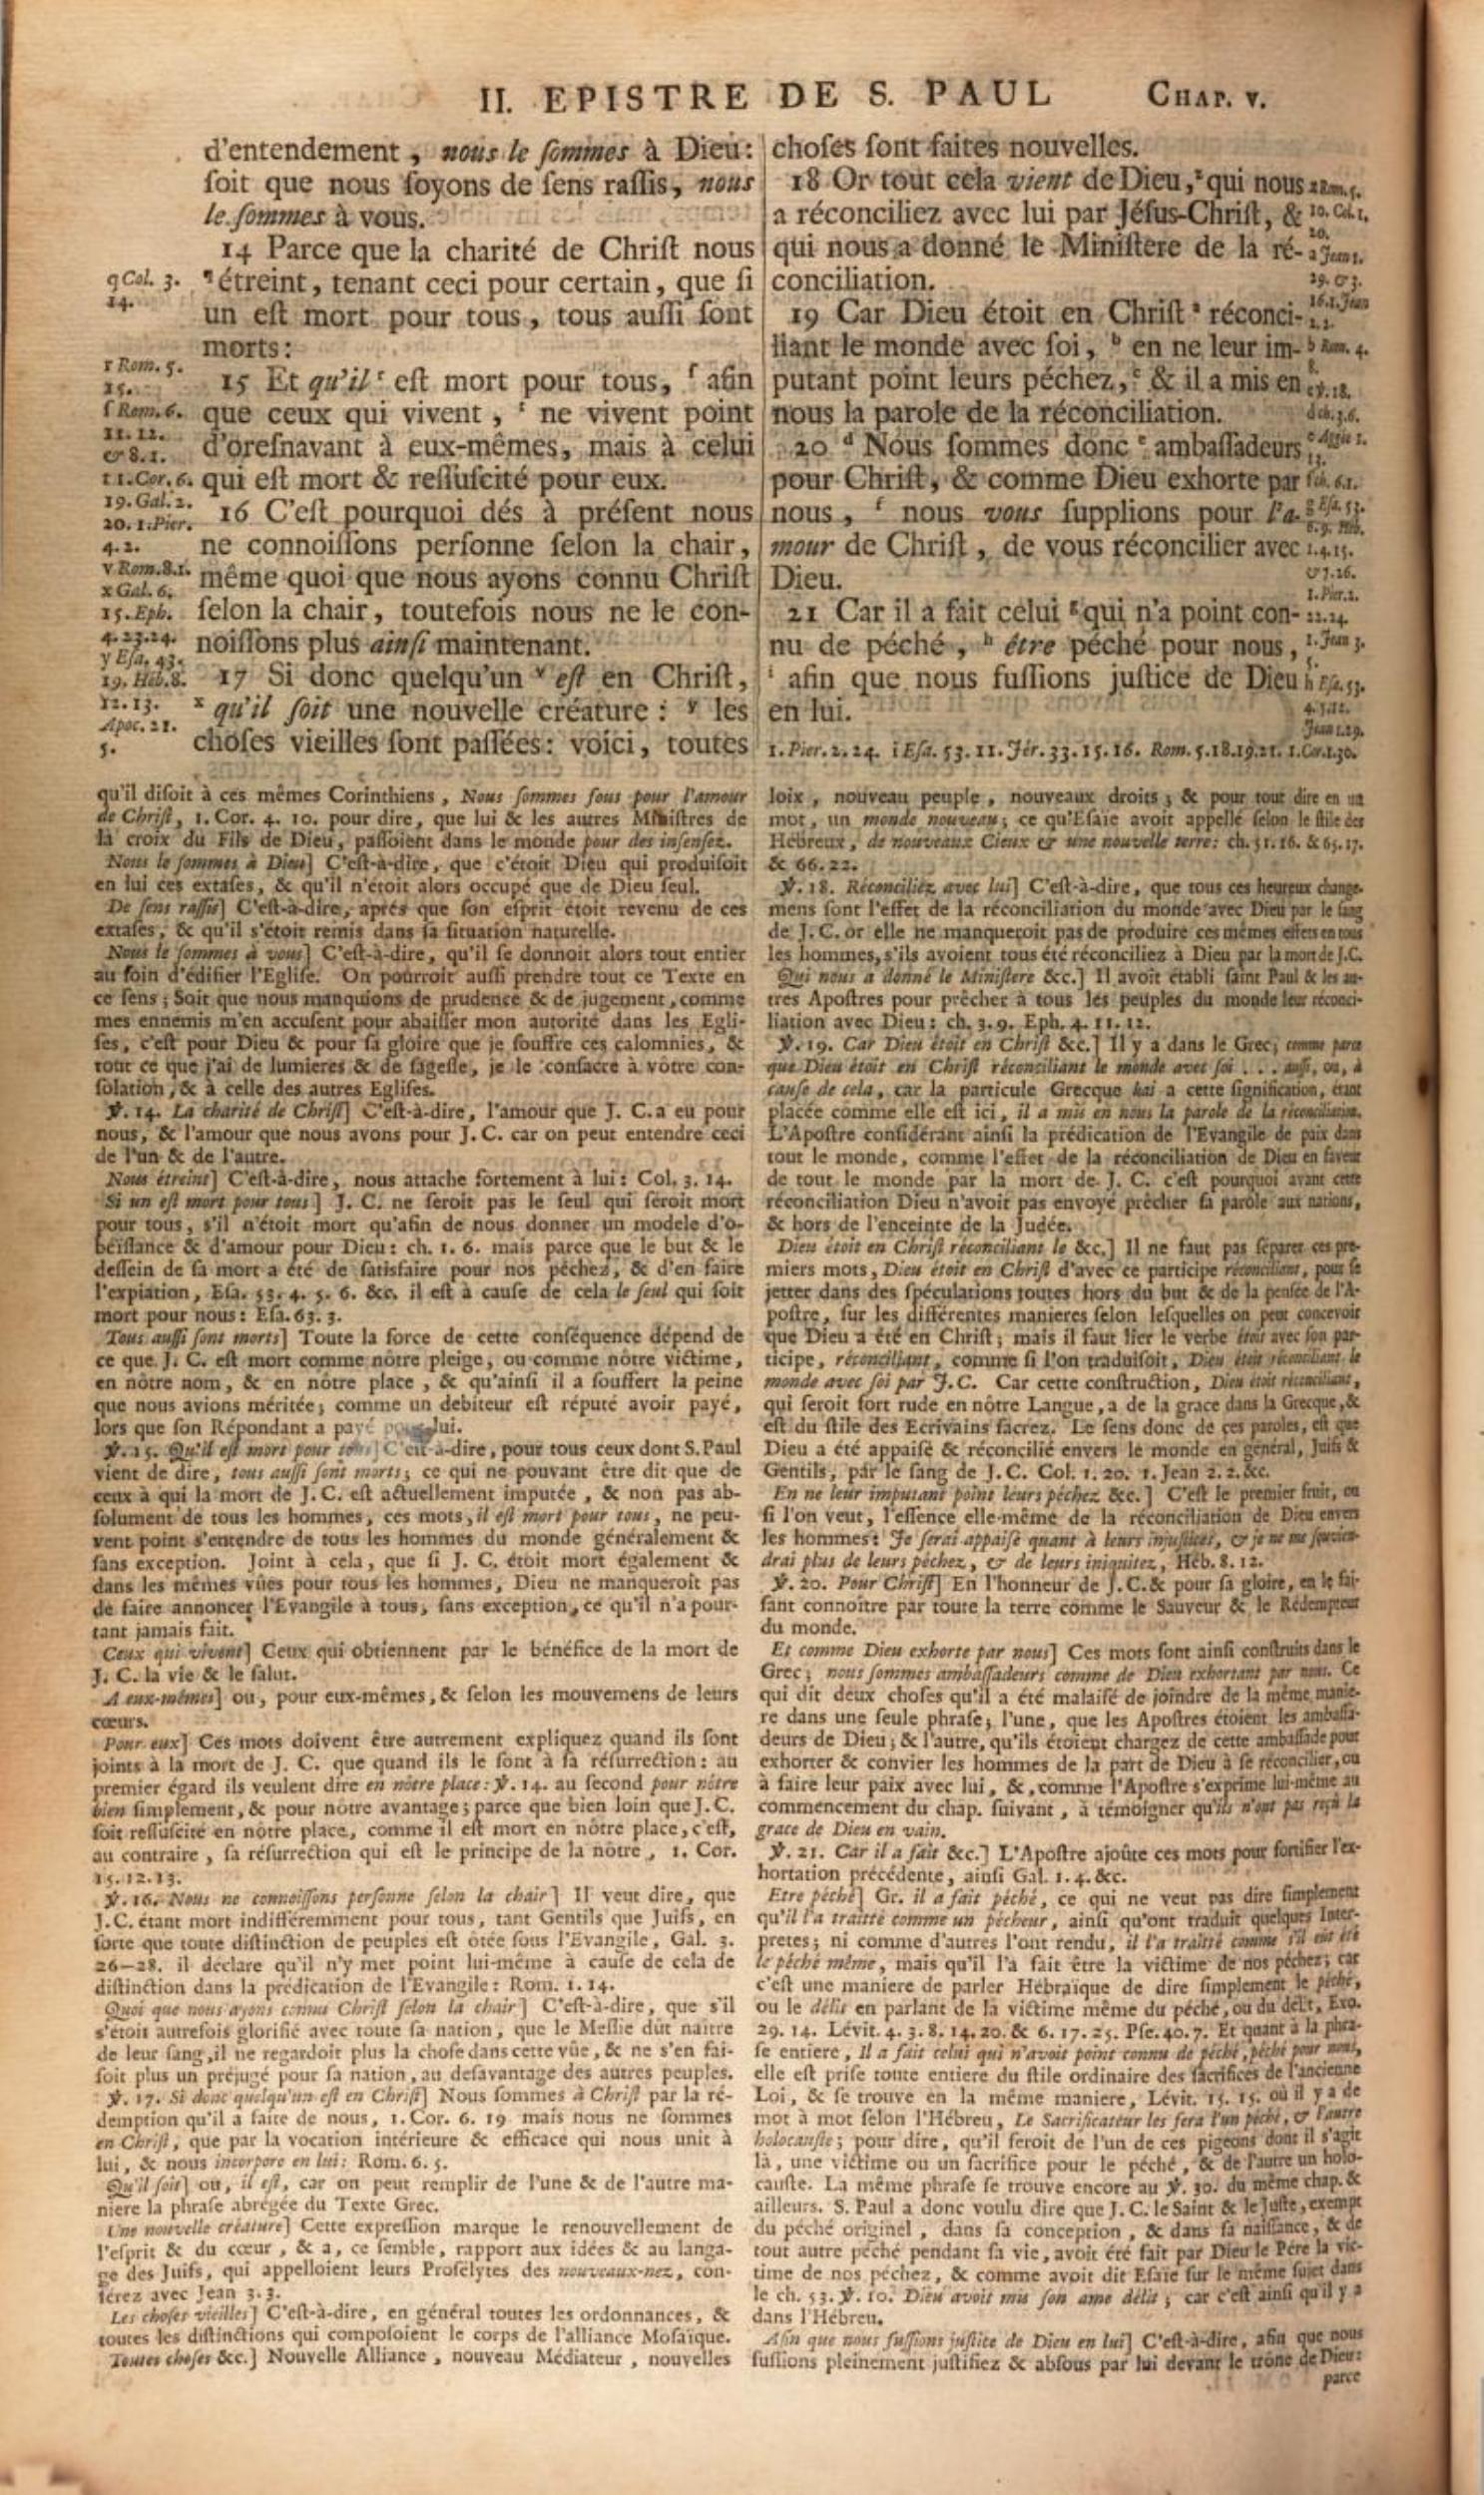 II. EPISTRE DE S. PAUL CHAP. V.
d'entendement, nous le ſommes à Dieu:
ſoit que nous ſoyons de ſens raſſis, nous
le ſommes à vous.
14 Parce que la charité de Chriſt nous
q étreint, tenant ceci pour certain, que ſi
un eſt mort pour tous, tous auſſi ſont
morts:
15 Et qu'il r eſt mort pour tous, ſ afin
que ceux qui vivent, t ne vivent point
d'oreſnavant à eux-mêmes, mais à celui
qui eſt mort & reſſuſcité pour eux.
16 C'eſt pourquoi dés à préſent nous
ne connoiſſons perſonne ſelon la chair,
même quoi que nous ayons connu Chriſt
ſelon la chair, toutefois nous ne le con-
noiſſons plus ainſi maintenant.
17 Si donc quelqu'un v eſt en Chriſt,
x qu'il ſoit une nouvelle créature: y les
choſes vieilles ſont paſſées: voici, toutes
q Col. 3.
14.
r Rom. 5.
15.
ſ Rom. 6.
11. 12.
& 8. 1.
t 1. Cor. 6.
19. Gal. 2.
20. 1. Pier.
4. 2.
v Rom. 8. 1.
x Gal. 6.
15. Eph.
4. 23. 24.
y Eſa. 43.
19. Héb. 8.
12. 13.
Apoc. 21.
5.
choſes ſont faites nouvelles.
18 Or tout cela vient de Dieu, z qui nous
a réconciliez avec lui par Jéſus-Chriſt, &
qui nous a donné le Miniſtere de la ré-
conciliation.
19 Car Dieu étoit en Chriſt a réconci-
liant le monde avec ſoi, b en ne leur im-
putant point leurs péchez, c & il a mis en
nous la parole de la réconciliation.
20 d Nous ſommes donc e ambaſſadeurs
pour Chriſt, & comme Dieu exhorte par
nous, f nous vous ſupplions pour l'a-
mour de Chriſt, de vous réconcilier avec
Dieu.
21 Car il a fait celui g qui n'a point con-
nu de péché, h être péché pour nous,
i afin que nous fuſſions juſtice de Dieu
en lui.
z Rom. 5.
10. Col. 1.
20.
a Jean 1.
29. & 3.
16. 1. Jean
b Rom. 4.
d ch. 3. 6.
f ch. 6. 1.
g Eſa. 53.
6. 9. Héb.
1. 4. 15.
& 7. 26.
1. Pier. 2.
22. 24.
1. Jean 3.
5.
h Eſa. 53.
Jean 1. 29.
1. Pier. 2. 24. i Eſa. 53. 11. Jér. 33. 15. 16. Rom. 5. 18. 19. 21. 1. Cor. 1. 30.
qu'il diſoit à ces mêmes Corinthiens, Nous ſommes fous pour l'amour
de Chriſt, 1. Cor. 4. 10. pour dire, que lui & les autres Miniſtres de
la croix du Fils de Dieu, paſſoient dans le monde pour des inſenſez.
Nous le ſommes à Dieu] C'eſt-à-dire, que c'étoit Dieu qui produiſoit
en lui ces extaſes, & qu'il n'étoit alors occupé que de Dieu ſeul.
De ſens raſſis] C'eſt-à-dire, aprés que ſon eſprit étoit revenu de ces
extaſes, & qu'il s'étoit remis dans ſa ſituation naturelle.
Nous le ſommes à vous] C'eſt-à-dire, qu'il ſe donnoit alors tout entier
au ſoin d'édifier l'Egliſe. On pourroit auſſi prendre tout ce Texte en
ce ſens; Soit que nous manquions de prudence & de jugement, comme
mes ennemis m'en accuſent pour abaiſſer mon autorité dans les Egli-
ſes, c'eſt pour Dieu & pour ſa gloire que je ſouffre ces calomnies, &
tout ce que j'ai de lumieres & de ſageſſe, je le conſacre à vôtre con-
ſolation, & à celle des autres Egliſes.
℣. 14. La charité de Chriſt] C'eſt-à-dire, l'amour que J. C. a eu pour
nous, & l'amour que nous avons pour J. C. car on peut entendre ceci
de l'un & de l'autre.
Nous étreint] C'eſt-à-dire, nous attache fortement à lui: Col. 3. 14.
Si un eſt mort pour tous] J. C. ne ſeroit pas le ſeul qui ſeroit mort
pour tous, s'il n'étoit mort qu'afin de nous donner un modele d'o-
béiſſance & d'amour pour Dieu: ch. 1. 6. mais parce que le but & le
deſſein de ſa mort a été de ſatisfaire pour nos péchez, & d'en faire
l'expiation, Eſa. 53. 4. 5. 6. &c. il eſt à cauſe de cela le ſeul qui ſoit
mort pour nous: Eſa. 63. 3.
Tous auſſi ſont morts] Toute la force de cette conſéquence dépend de
ce que J. C. eſt mort comme nôtre pleige, ou comme nôtre victime,
en nôtre nom, & en nôtre place, & qu'ainſi il a ſouffert la peine
que nous avions méritée; comme un debiteur eſt réputé avoir payé,
lors que ſon Répondant a payé pour lui.
℣. 15. Qu'il eſt mort pour tous] C'eſt-à-dire, pour tous ceux dont S. Paul
vient de dire, tous auſſi ſont morts; ce qui ne pouvant être dit que de
ceux à qui la mort de J. C. eſt actuellement imputée, & non pas ab-
ſolument de tous les hommes, ces mots, il eſt mort pour tous, ne peu-
vent point s'entendre de tous les hommes du monde généralement &
ſans exception. Joint à cela, que ſi J. C. étoit mort également &
dans les mêmes vûes pour tous les hommes, Dieu ne manqueroit pas
de faire annoncer l'Evangile à tous, ſans exception, ce qu'il n'a pour-
tant jamais fait.
Ceux qui vivent] Ceux qui obtiennent par le bénéfice de la mort de
J. C. la vie & le ſalut.
A eux-mêmes] ou, pour eux-mêmes, & ſelon les mouvemens de leurs
cœurs.
Pour eux] Ces mots doivent être autrement expliquez quand ils ſont
joints à la mort de J. C. que quand ils le ſont à ſa réſurrection: au
premier égard ils veulent dire en nôtre place: ℣. 14. au ſecond pour nôtre
bien ſimplement, & pour nôtre avantage; parce que bien loin que J. C.
ſoit reſſuſcité en nôtre place, comme il eſt mort en nôtre place, c'eſt,
au contraire, ſa réſurrection qui eſt le principe de la nôtre, 1. Cor.
15. 12. 13.
℣. 16. Nous ne connoiſſons perſonne ſelon la chair] Il veut dire, que
J. C. étant mort indifféremment pour tous, tant Gentils que Juifs, en
ſorte que toute diſtinction de peuples eſt ôtée ſous l'Evangile, Gal. 3.
26–28. il déclare qu'il n'y met point lui-même à cauſe de cela de
diſtinction dans la prédication de l'Evangile: Rom. 1. 14.
Quoi que nous ayons connu Chriſt ſelon la chair] C'eſt-à-dire, que s'il
s'étoit autrefois glorifié avec toute ſa nation, que le Meſſie dût naître
de leur ſang, il ne regardoit plus la choſe dans cette vûe, & ne s'en fai-
ſoit plus un préjugé pour ſa nation, au deſavantage des autres peuples.
℣. 17. Si donc quelqu'un eſt en Chriſt] Nous ſommes à Chriſt par la ré-
demption qu'il a faite de nous, 1. Cor. 6. 19 mais nous ne ſommes
en Chriſt, que par la vocation intérieure & efficace qui nous unit à
lui, & nous incorpore en lui: Rom. 6. 5.
Qu'il ſoit] ou, il eſt, car on peut remplir de l'une & de l'autre ma-
niere la phraſe abregée du Texte Grec.
Une nouvelle créature] Cette expreſſion marque le renouvellement de
l'eſprit & du cœur, & a, ce ſemble, rapport aux idées & au langa-
ge des Juifs, qui appelloient leurs Proſélytes des nouveaux-nez, con-
ferez avec Jean 3. 3.
Les choſes vieilles] C'eſt-à-dire, en général toutes les ordonnances, &
toutes les diſtinctions qui compoſoient le corps de l'alliance Moſaïque.
Toutes choſes &c.] Nouvelle Alliance, nouveau Médiateur, nouvelles
loix, nouveau peuple, nouveaux droits; & pour tout dire en un
mot, un monde nouveau; ce qu'Eſaïe avoit appellé ſelon le ſtile des
Hébreux, de nouveaux Cieux & une nouvelle terre: ch. 51. 16. & 65. 17.
& 66. 22.
℣. 18. Réconciliez avec lui] C'eſt-à-dire, que tous ces heureux change-
mens ſont l'effet de la réconciliation du monde avec Dieu par le ſang
de J. C. or elle ne manqueroit pas de produire ces mêmes effets en tous
les hommes, s'ils avoient tous été réconciliez à Dieu par la mort de J. C.
Qui nous a donné le Miniſtere &c.] Il avoit établi ſaint Paul & les au-
tres Apoſtres pour prêcher à tous les peuples du monde leur réconci-
liation avec Dieu: ch. 3. 9. Eph. 4. 11. 12.
℣. 19. Car Dieu étoit en Chriſt &c.] Il y a dans le Grec, comme parce
que Dieu étoit en Chriſt réconciliant le monde avec ſoi . . . auſſi, ou, à
cauſe de cela, car la particule Grecque kai a cette ſignification, étant
placée comme elle eſt ici, il a mis en nous la parole de la réconciliation.
L'Apoſtre conſidérant ainſi la prédication de l'Evangile de paix dans
tout le monde, comme l'effet de la réconciliation de Dieu en faveur
de tout le monde par la mort de J. C. c'eſt pourquoi avant cette
réconciliation Dieu n'avoit pas envoyé prêcher ſa parole aux nations,
& hors de l'enceinte de la Judée.
Dieu étoit en Chriſt réconciliant le &c.] Il ne faut pas ſéparer ces pre-
miers mots, Dieu étoit en Chriſt d'avec ce participe réconciliant, pour ſe
jetter dans des ſpéculations toutes hors du but & de la penſée de l'A-
poſtre, ſur les différentes manieres ſelon leſquelles on peut concevoir
que Dieu a été en Chriſt; mais il faut lier le verbe étoit avec ſon par-
ticipe, réconciliant, comme ſi l'on traduiſoit, Dieu étoit réconciliant le
monde avec ſoi par J. C. Car cette conſtruction, Dieu étoit réconciliant,
qui ſeroit fort rude en nôtre Langue, a de la grace dans la Grecque, &
eſt du ſtile des Ecrivains ſacrez. Le ſens donc de ces paroles, eſt que
Dieu a été appaiſé & réconcilié envers le monde en général, Juifs &
Gentils, par le ſang de J. C. Col. 1. 20. 1. Jean 2. 2. &c.
En ne leur imputant point leurs péchez &c.] C'eſt le premier fruit, ou
ſi l'on veut, l'eſſence elle-même de la réconciliation de Dieu envers
les hommes: Je ſerai appaiſé quant à leurs injuſtices, & je ne me ſouvien-
drai plus de leurs péchez, & de leurs iniquitez, Héb. 8. 12.
℣. 20. Pour Chriſt] En l'honneur de J. C. & pour ſa gloire, en le fai-
ſant connoître par toute la terre comme le Sauveur & le Rédempteur
du monde.
Et comme Dieu exhorte par nous] Ces mots ſont ainſi conſtruits dans le
Grec; nous ſommes ambaſſadeurs comme de Dieu exhortant par nous. Ce
qui dit deux choſes qu'il a été malaiſé de joindre de la même manie-
re dans une ſeule phraſe; l'une, que les Apoſtres étoient les ambaſſa-
deurs de Dieu; & l'autre, qu'ils étoient chargez de cette ambaſſade pour
exhorter & convier les hommes de la part de Dieu à ſe réconcilier, ou
à faire leur paix avec lui, &, comme l'Apoſtre s'exprime lui-même au
commencement du chap. ſuivant, à témoigner qu'ils n'ont pas reçû la
grace de Dieu en vain.
℣. 21. Car il a fait &c.] L'Apoſtre ajoûte ces mots pour fortifier l'ex-
hortation précédente, ainſi Gal. 1. 4. &c.
Etre péché] Gr. il a fait péché, ce qui ne veut pas dire ſimplement
qu'il l'a traitté comme un pécheur, ainſi qu'ont traduit quelques Inter-
pretes; ni comme d'autres l'ont rendu, il l'a traitté comme s'il eut été
le péché même, mais qu'il l'a fait être la victime de nos péchez; car
c'eſt une maniere de parler Hébraïque de dire ſimplement le péché,
ou le délit en parlant de la victime même du péché, ou du délit, Exo.
29. 14. Lévit. 4. 3. 8. 14. 20. & 6. 17. 25. Pſe. 40. 7. Et quant à la phra-
ſe entiere, Il a fait celui qui n'avoit point connu de péché, péché pour nous,
elle eſt priſe toute entiere du ſtile ordinaire des ſacrifices de l'ancienne
Loi, & ſe trouve en la même maniere, Lévit. 15. 15. où il y a de
mot à mot ſelon l'Hébreu, Le Sacrificateur les fera l'un péché, & l'autre
holocauſte; pour dire, qu'il feroit de l'un de ces pigeons dont il s'agit
là, une victime ou un ſacrifice pour le péché, & de l'autre un holo-
cauſte. La même phraſe ſe trouve encore au ℣. 30. du même chap. &
ailleurs. S. Paul a donc voulu dire que J. C. le Saint & le Juſte, exempt
du péché originel, dans ſa conception, & dans ſa naiſſance, & de
tout autre péché pendant ſa vie, avoit été fait par Dieu le Pére la vic-
time de nos péchez, & comme avoit dit Eſaïe ſur le même ſujet dans
le ch. 53. ℣. 10. Dieu avoit mis ſon ame délit; car c'eſt ainſi qu'il y a
dans l'Hébreu.
Afin que nous fuſſions juſtice de Dieu en lui] C'eſt-à-dire, afin que nous
fuſſions pleinement juſtifiez & abſous par lui devant le trône de Dieu:
parce